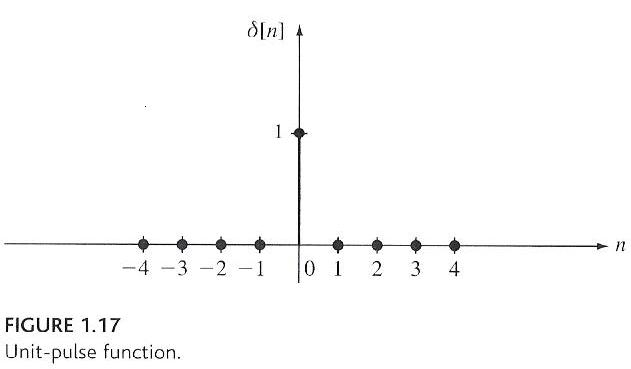 δ[n]
1
n
−4 −3 −2 −1 0 1 2 3 4
FIGURE 1.17
Unit-pulse function.